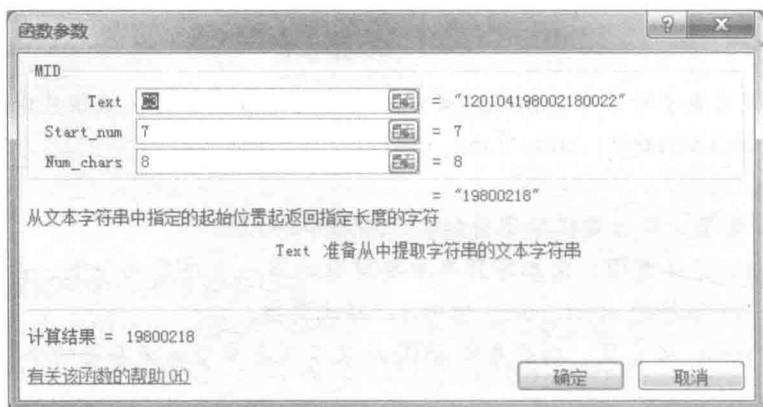 函数参数
MID
Text C3 = "120104198002180022"
Start_num 7 = 7
Num_chars 8 = 8
= "19800218"
从文本字符串中指定的起始位置起返回指定长度的字符
Text 准备从中提取字符串的文本字符串
计算结果 = 19800218
有关该函数的帮助(H)
确定 取消